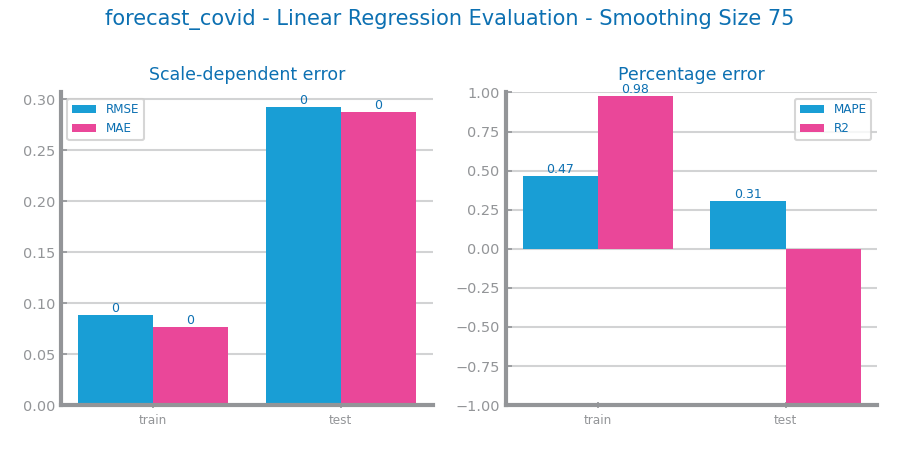 forecast_covid - Linear Regression Evaluation - Smoothing Size 75
Scale-dependent error
0.30
0.25
0.20
0.15
0.10
0.05
0.00
RMSE
MAE
0
0
0
0
train
test
Percentage error
1.00
0.75
0.50
0.25
0.00
−0.25
−0.50
−0.75
−1.00
MAPE
R2
0.47
0.98
0.31
train
test